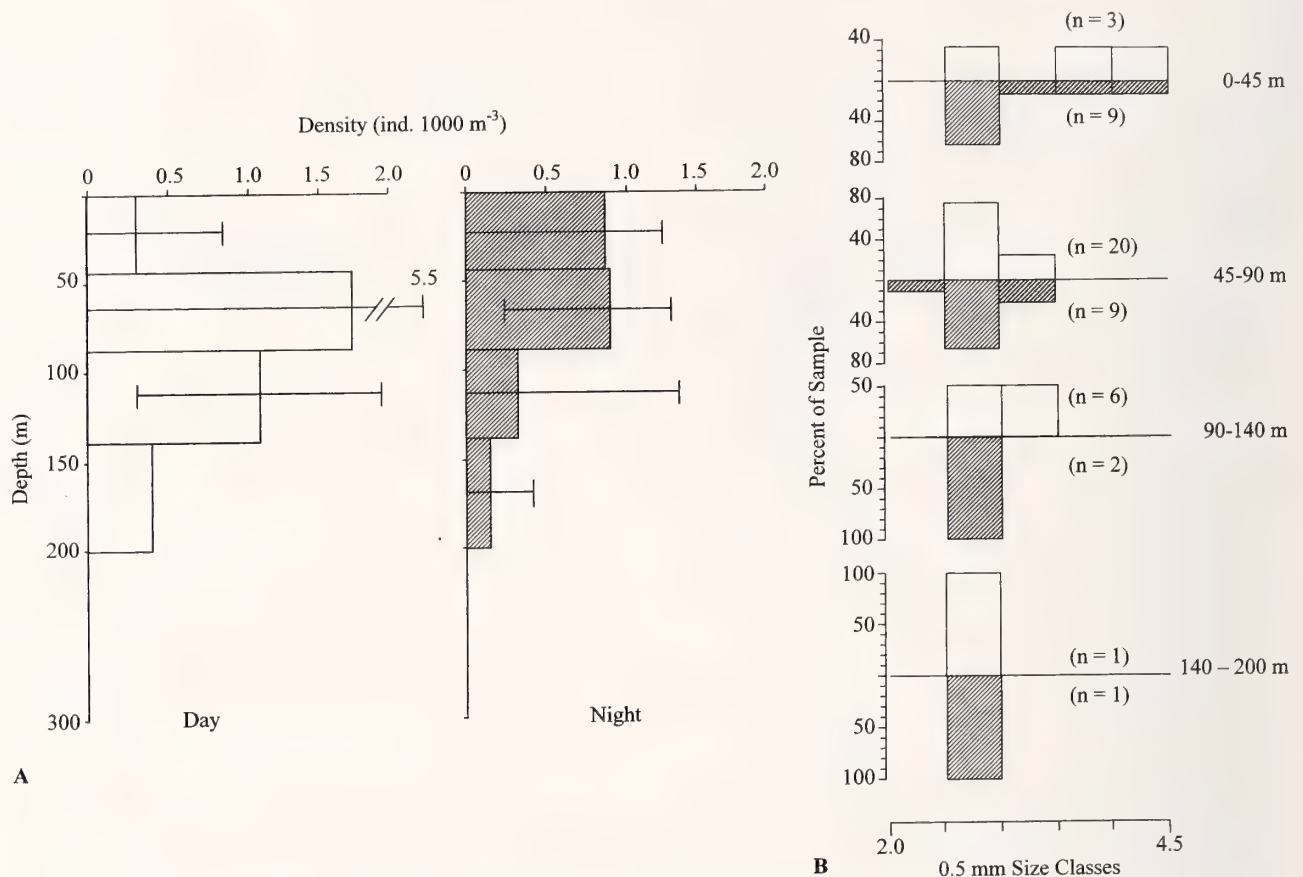 Density (ind. 1000 m⁻³)
0 0.5 1.0 1.5 2.0
0 0.5 1.0 1.5 2.0
5.5
50
100
150
200
300
Depth (m)
Day
Night
A
40
40
80
(n = 3)
(n = 9)
0-45 m
80
40
40
80
(n = 20)
(n = 9)
45-90 m
50
50
100
(n = 6)
(n = 2)
90-140 m
100
50
50
100
(n = 1)
(n = 1)
140 – 200 m
Percent of Sample
2.0 4.5
0.5 mm Size Classes
B